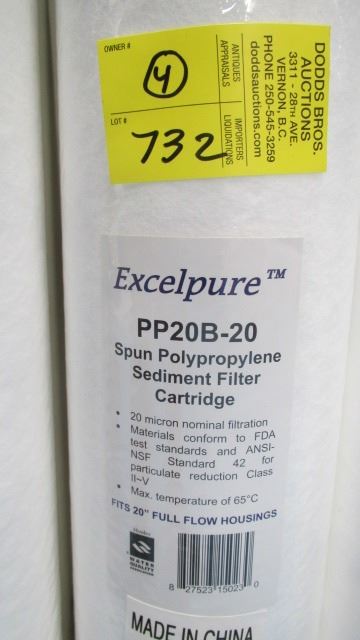 OWNER #
4
LOT #
732
ANTIQUES
APPRAISALS
IMPORTERS
LIQUIDATIONS
DODDS BROS.
AUCTIONS
3311 - 28TH AVE.
VERNON, B.C.
PHONE 250-545-3259
doddsauctions.com
Excelpure™
PP20B-20
Spun Polypropylene
Sediment Filter
Cartridge
• 20 micron nominal filtration
• Materials conform to FDA
test standards and ANSI-
NSF Standard 42 for
particulate reduction Class
II~V
• Max. temperature of 65°C
FITS 20" FULL FLOW HOUSINGS
Member
WATER
QUALITY
8 27523 15023 0
MADE IN CHINA